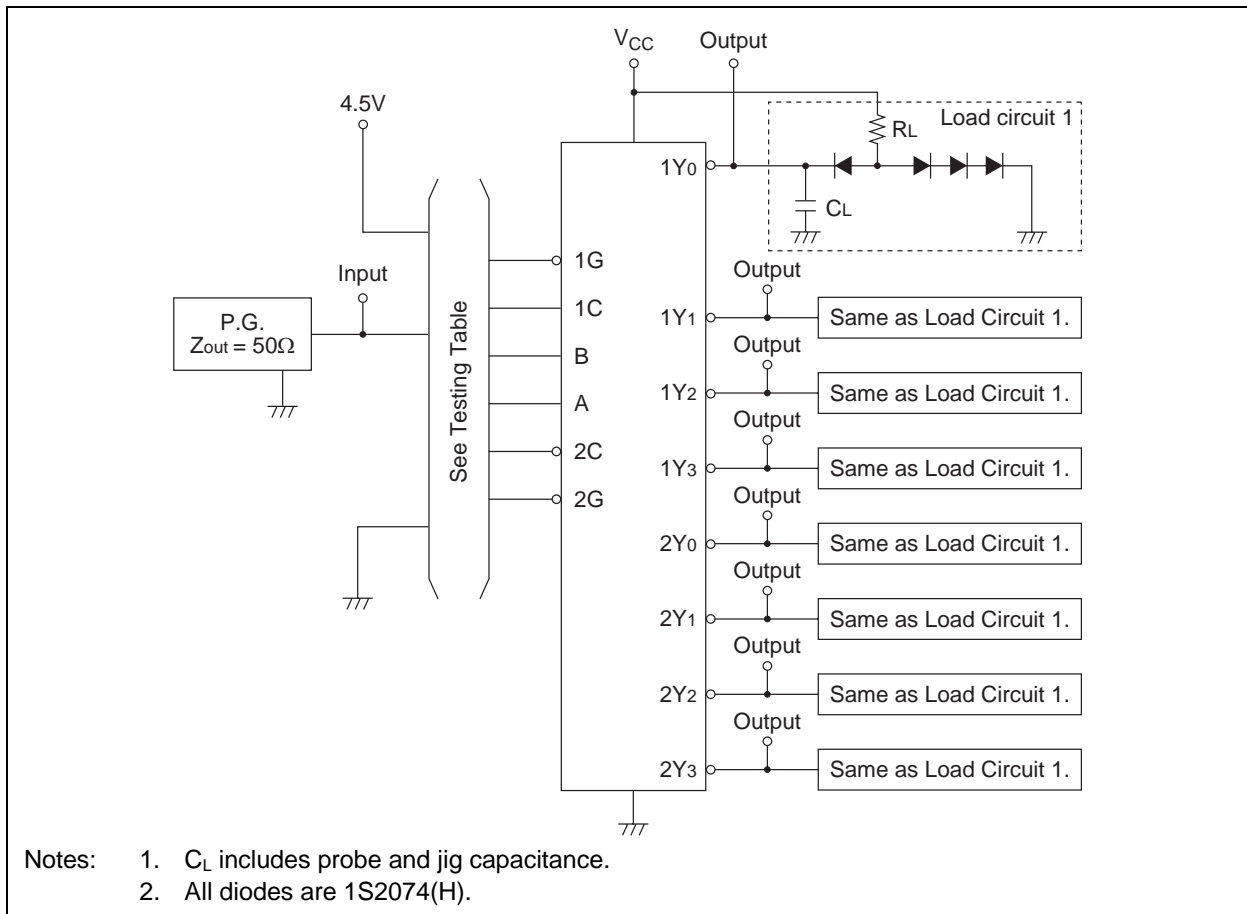 VCC
Output
4.5V
Load circuit 1
RL
1Y0
CL
1G
Output
Input
1C
1Y1
Same as Load Circuit 1.
P.G.
Zout = 50Ω
Output
B
See Testing Table
A
1Y2
Same as Load Circuit 1.
Output
2C
1Y3
Same as Load Circuit 1.
2G
Output
2Y0
Same as Load Circuit 1.
Output
2Y1
Same as Load Circuit 1.
Output
2Y2
Same as Load Circuit 1.
Output
2Y3
Same as Load Circuit 1.
Notes: 1. CL includes probe and jig capacitance.
2. All diodes are 1S2074(H).